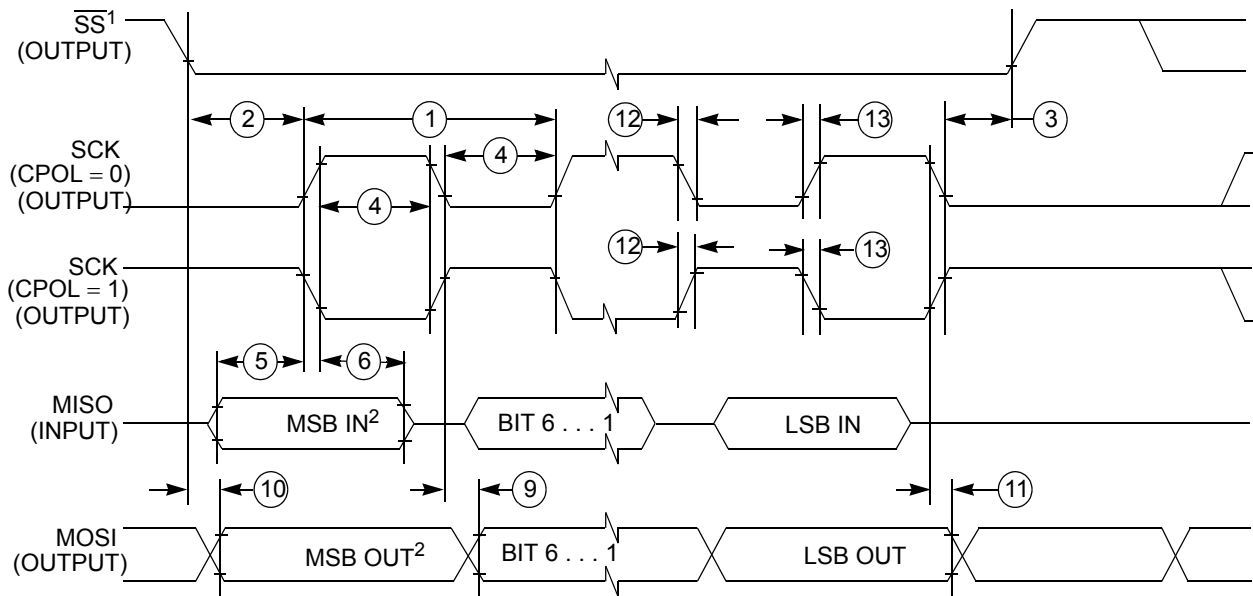 SS¹
(OUTPUT)
2
1
12
13
3
SCK
(CPOL = 0)
(OUTPUT)
4
4
12
13
SCK
(CPOL = 1)
(OUTPUT)
5
6
MISO
(INPUT)
MSB IN²
BIT 6 . . . 1
LSB IN
10
9
11
MOSI
(OUTPUT)
MSB OUT²
BIT 6 . . . 1
LSB OUT